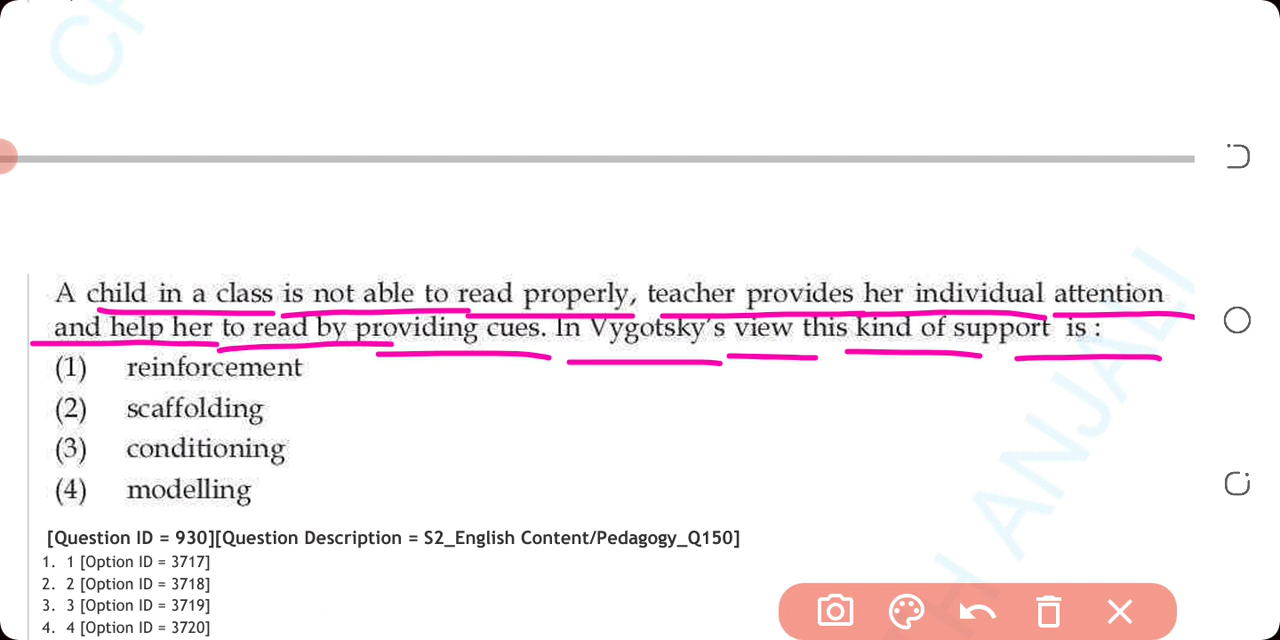 CH
A child in a class is not able to read properly, teacher provides her individual attention
and help her to read by providing cues. In Vygotsky's view this kind of support is :
(1) reinforcement
(2) scaffolding
(3) conditioning
(4) modelling
[Question ID = 930][Question Description = S2_English Content/Pedagogy_Q150]
1. 1 [Option ID = 3717]
2. 2 [Option ID = 3718]
3. 3 [Option ID = 3719]
4. 4 [Option ID = 3720]
H ANJALI